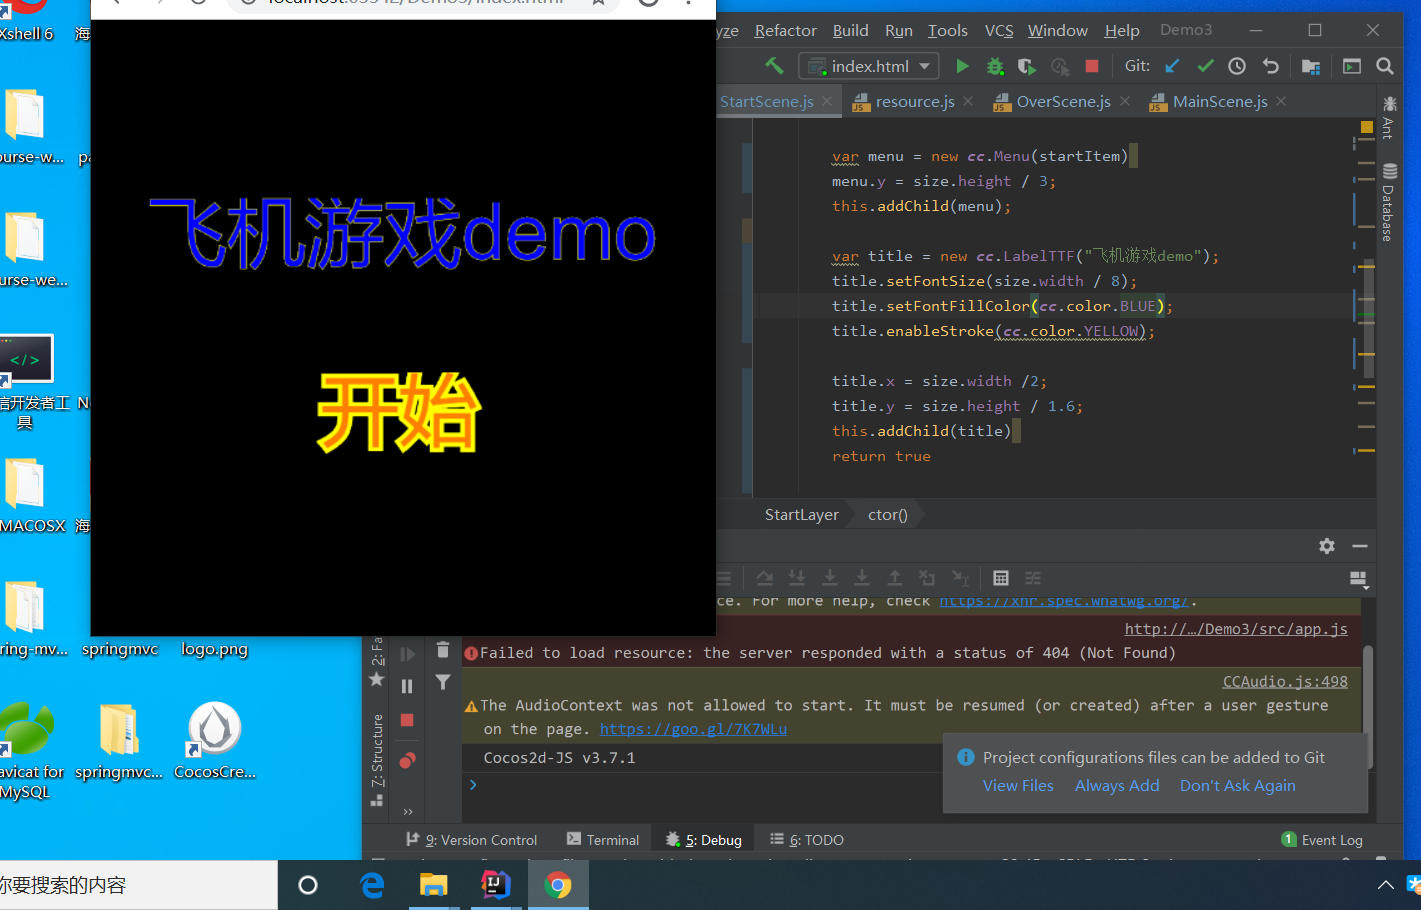 Xshell 6
海
ourse-w...
pa
urse-we...
信开发者工
具
N
MACOSX
海
ring-mv...
springmvc
logo.png
avicat for
MySQL
springmvc...
CocosCre...
localhost:63342/Demo3/index.html
飞机游戏demo
开始
yze
Refactor
Build
Run
Tools
VCS
Window
Help
Demo3
index.html
Git:
StartScene.js
resource.js
OverScene.js
MainScene.js
Ant
Database
var menu = new cc.Menu(startItem)
menu.y = size.height / 3;
this.addChild(menu);
var title = new cc.LabelTTF("飞机游戏demo");
title.setFontSize(size.width / 8);
title.setFontFillColor(cc.color.BLUE);
title.enableStroke(cc.color.YELLOW);
title.x = size.width /2;
title.y = size.height / 1.6;
this.addChild(title)
return true
StartLayer
ctor()
ce. For more help, check https://xhr.spec.whatwg.org/.
http://…/Demo3/src/app.js
Failed to load resource: the server responded with a status of 404 (Not Found)
CCAudio.js:498
The AudioContext was not allowed to start. It must be resumed (or created) after a user gesture
on the page. https://goo.gl/7K7WLu
Cocos2d-JS v3.7.1
2: Fa
Z: Structure
Project configurations files can be added to Git
View Files
Always Add
Don't Ask Again
9: Version Control
Terminal
5: Debug
6: TODO
1 Event Log
你要搜索的内容